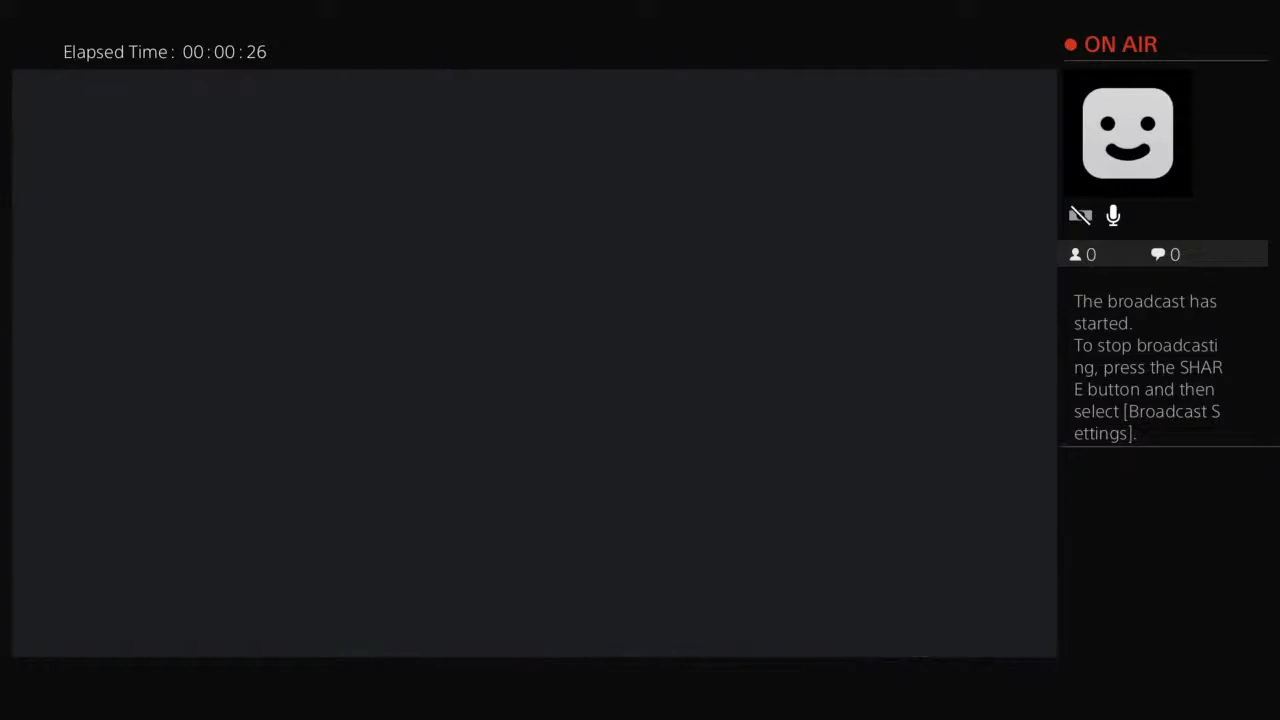 Elapsed Time: 00:00:26
ON AIR
0 0
The broadcast has
started.
To stop broadcasti
ng, press the SHAR
E button and then
select [Broadcast S
ettings].